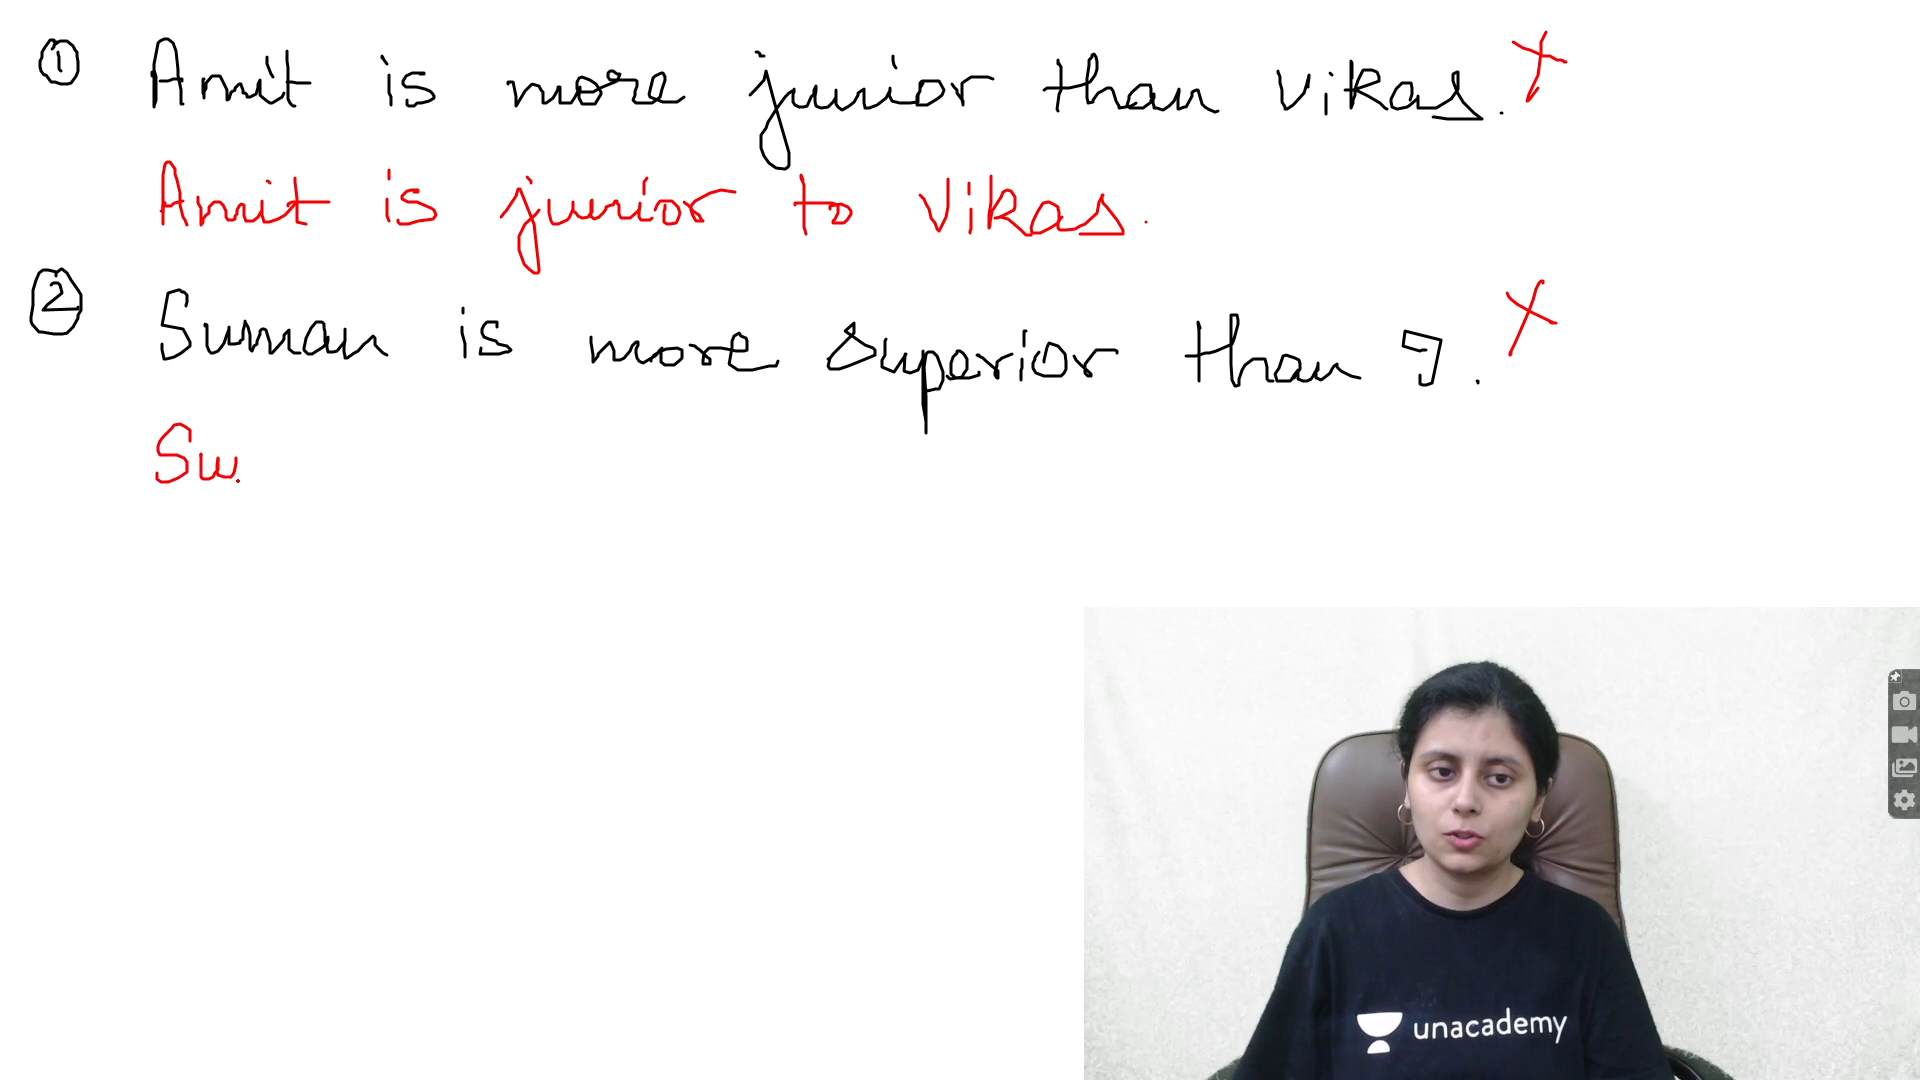 ① Amit is more junior than Vikas. X
Amit is junior to Vikas.
② Suman is more superior than I. X
Su
unacademy